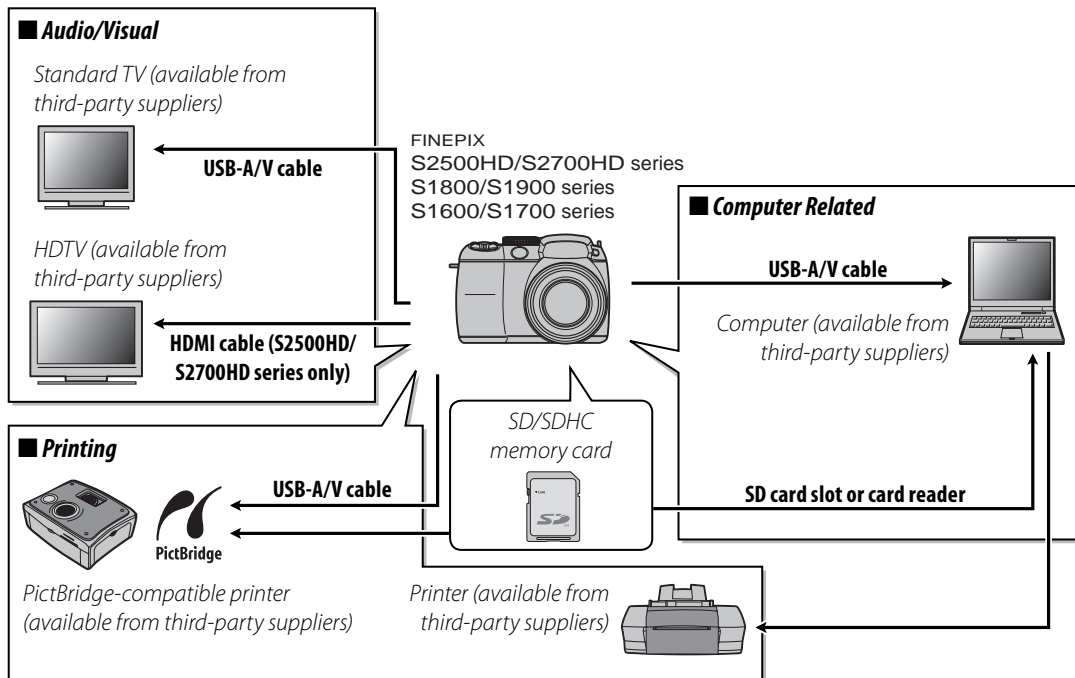 ■ Audio/Visual
Standard TV (available from
third-party suppliers)
USB-A/V cable
HDTV (available from
third-party suppliers)
HDMI cable (S2500HD/
S2700HD series only)
FINEPIX
S2500HD/S2700HD series
S1800/S1900 series
S1600/S1700 series
■ Computer Related
USB-A/V cable
Computer (available from
third-party suppliers)
SD/SDHC
memory card
SD
SD card slot or card reader
■ Printing
USB-A/V cable
PictBridge
PictBridge-compatible printer
(available from third-party suppliers)
Printer (available from
third-party suppliers)